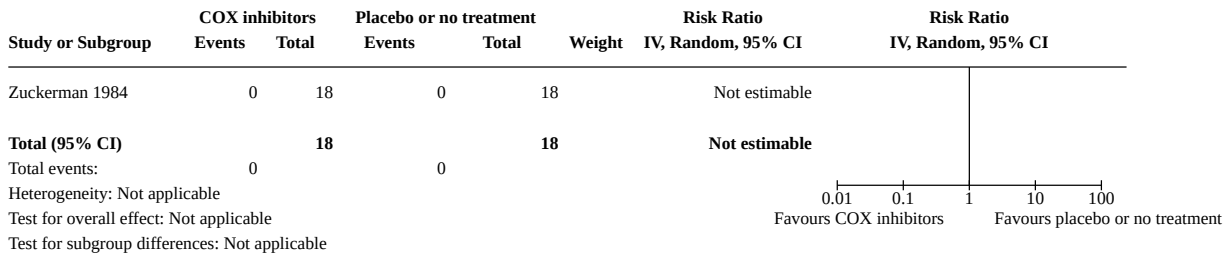 COX inhibitors Placebo or no treatment Risk Ratio Risk Ratio
Study or Subgroup Events Total Events Total Weight IV, Random, 95% CI IV, Random, 95% CI
Zuckerman 1984 0 18 0 18 Not estimable
Total (95% CI) 18 18 Not estimable
Total events: 0 0
Heterogeneity: Not applicable
0.01 0.1 1 10 100
Test for overall effect: Not applicable Favours COX inhibitors Favours placebo or no treatment
Test for subgroup differences: Not applicable